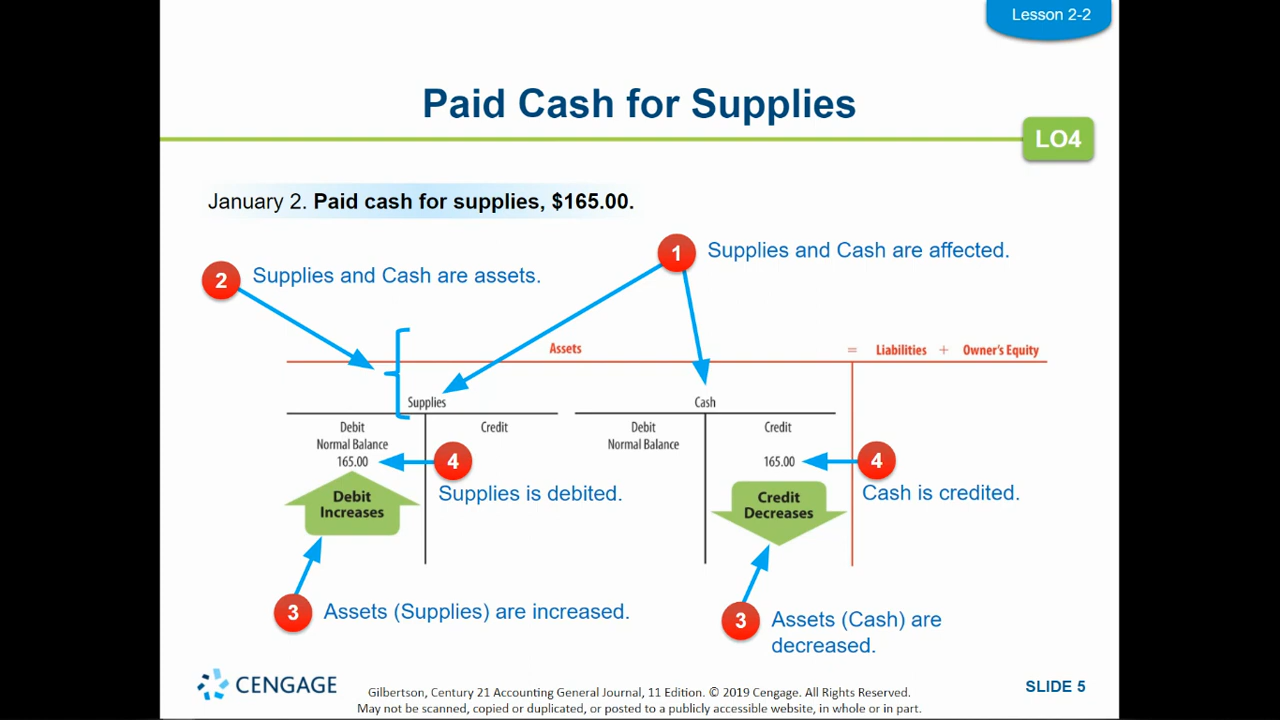 Lesson 2-2
Paid Cash for Supplies
LO4
January 2. Paid cash for supplies, $165.00.
1 Supplies and Cash are affected.
2 Supplies and Cash are assets.
Assets = Liabilities + Owner's Equity
Supplies Cash
Debit Credit Debit Credit
Normal Balance Normal Balance
165.00 4 165.00 4
Supplies is debited. Cash is credited.
Debit Credit
Increases Decreases
3 Assets (Supplies) are increased.
3 Assets (Cash) are
decreased.
CENGAGE
Gilbertson, Century 21 Accounting General Journal, 11 Edition. © 2019 Cengage. All Rights Reserved.
May not be scanned, copied or duplicated, or posted to a publicly accessible website, in whole or in part.
SLIDE 5